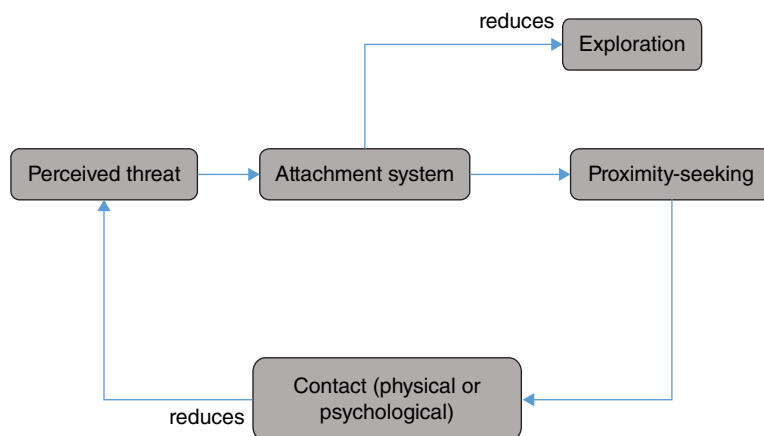 reduces
Exploration
Perceived threat
Attachment system
Proximity-seeking
Contact (physical or
psychological)
reduces